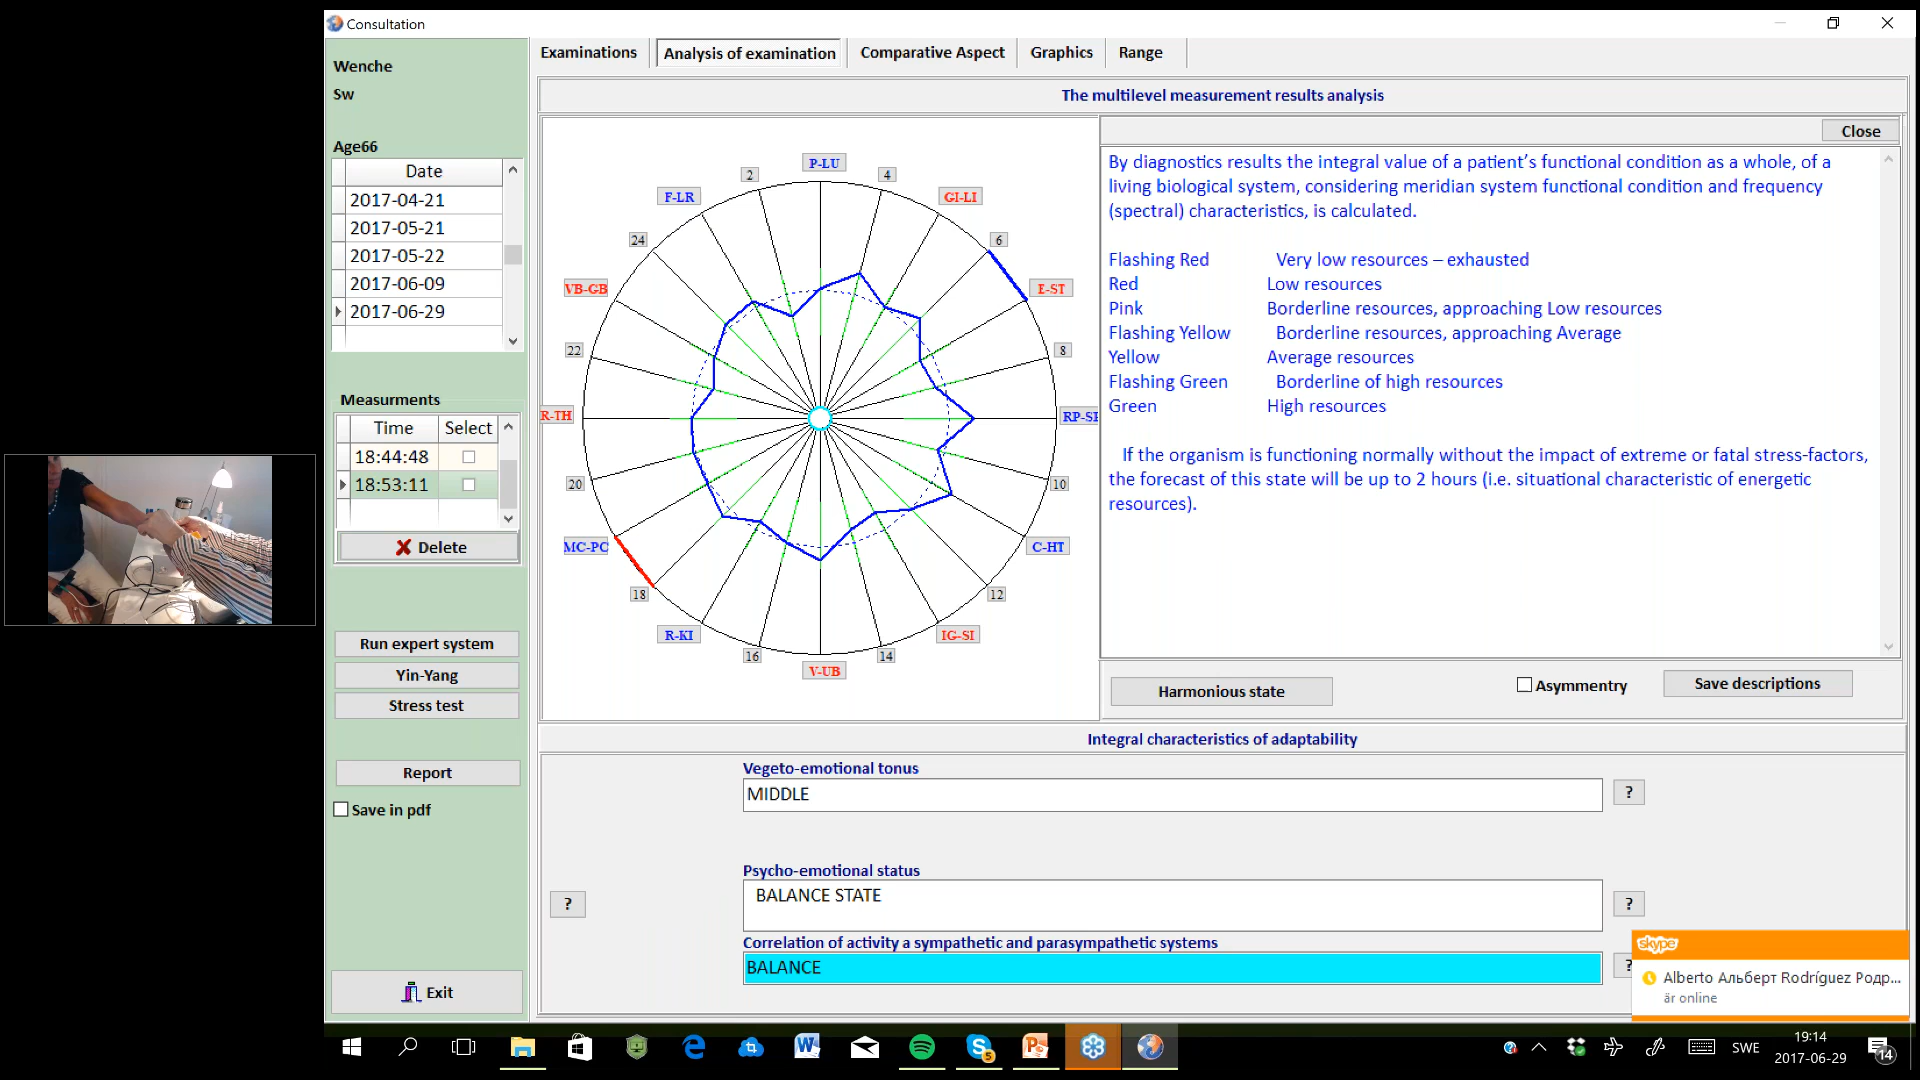 Consultation
Wenche
Sw
Age66
Date
2017-04-21
2017-05-21
2017-05-22
2017-06-09
2017-06-29
Measurments
Time Select
18:44:48
18:53:11
Delete
Run expert system
Yin-Yang
Stress test
Report
Save in pdf
Exit
Examinations
Analysis of examination
Comparative Aspect
Graphics
Range
The multilevel measurement results analysis
P-LU
4
GI-LI
6
E-ST
8
RP-SP
10
C-HT
12
IG-SI
14
V-UB
16
R-KI
18
MC-PC
20
R-TH
22
VB-GB
24
F-LR
2
Close
By diagnostics results the integral value of a patient's functional condition as a whole, of a
living biological system, considering meridian system functional condition and frequency
(spectral) characteristics, is calculated.
Flashing Red Very low resources – exhausted
Red Low resources
Pink Borderline resources, approaching Low resources
Flashing Yellow Borderline resources, approaching Average
Yellow Average resources
Flashing Green Borderline of high resources
Green High resources
If the organism is functioning normally without the impact of extreme or fatal stress-factors,
the forecast of this state will be up to 2 hours (i.e. situational characteristic of energetic
resources).
Harmonious state
Asymmetry
Save descriptions
Integral characteristics of adaptability
Vegeto-emotional tonus
MIDDLE
?
Psycho-emotional status
BALANCE STATE
?
?
Correlation of activity a sympathetic and parasympathetic systems
BALANCE
?
skype
Alberto Альберт Rodríguez Родр...
är online
5
SWE
19:14
2017-06-29
14